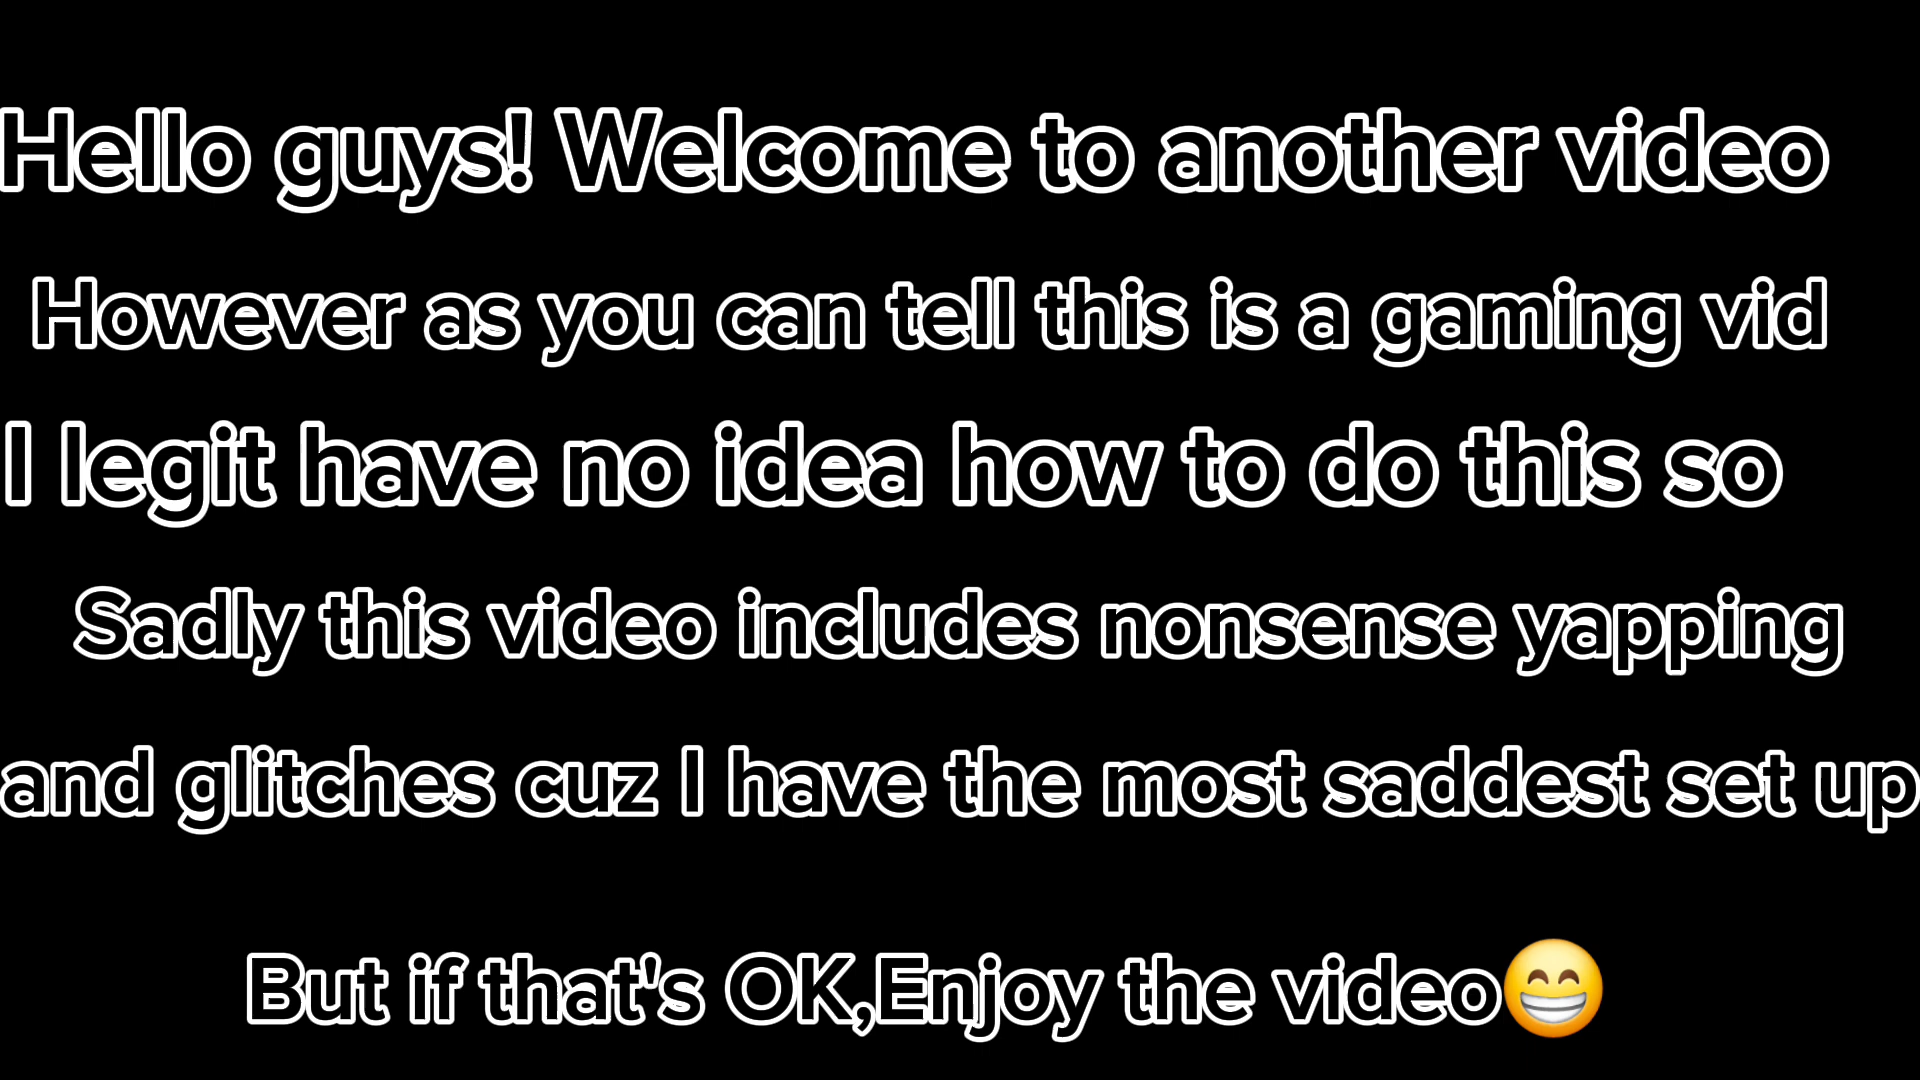 Hello guys! Welcome to another video
However as you can tell this is a gaming vid
I legit have no idea how to do this so
Sadly this video includes nonsense yapping
and glitches cuz I have the most saddest set up
But if that's OK,Enjoy the video😁